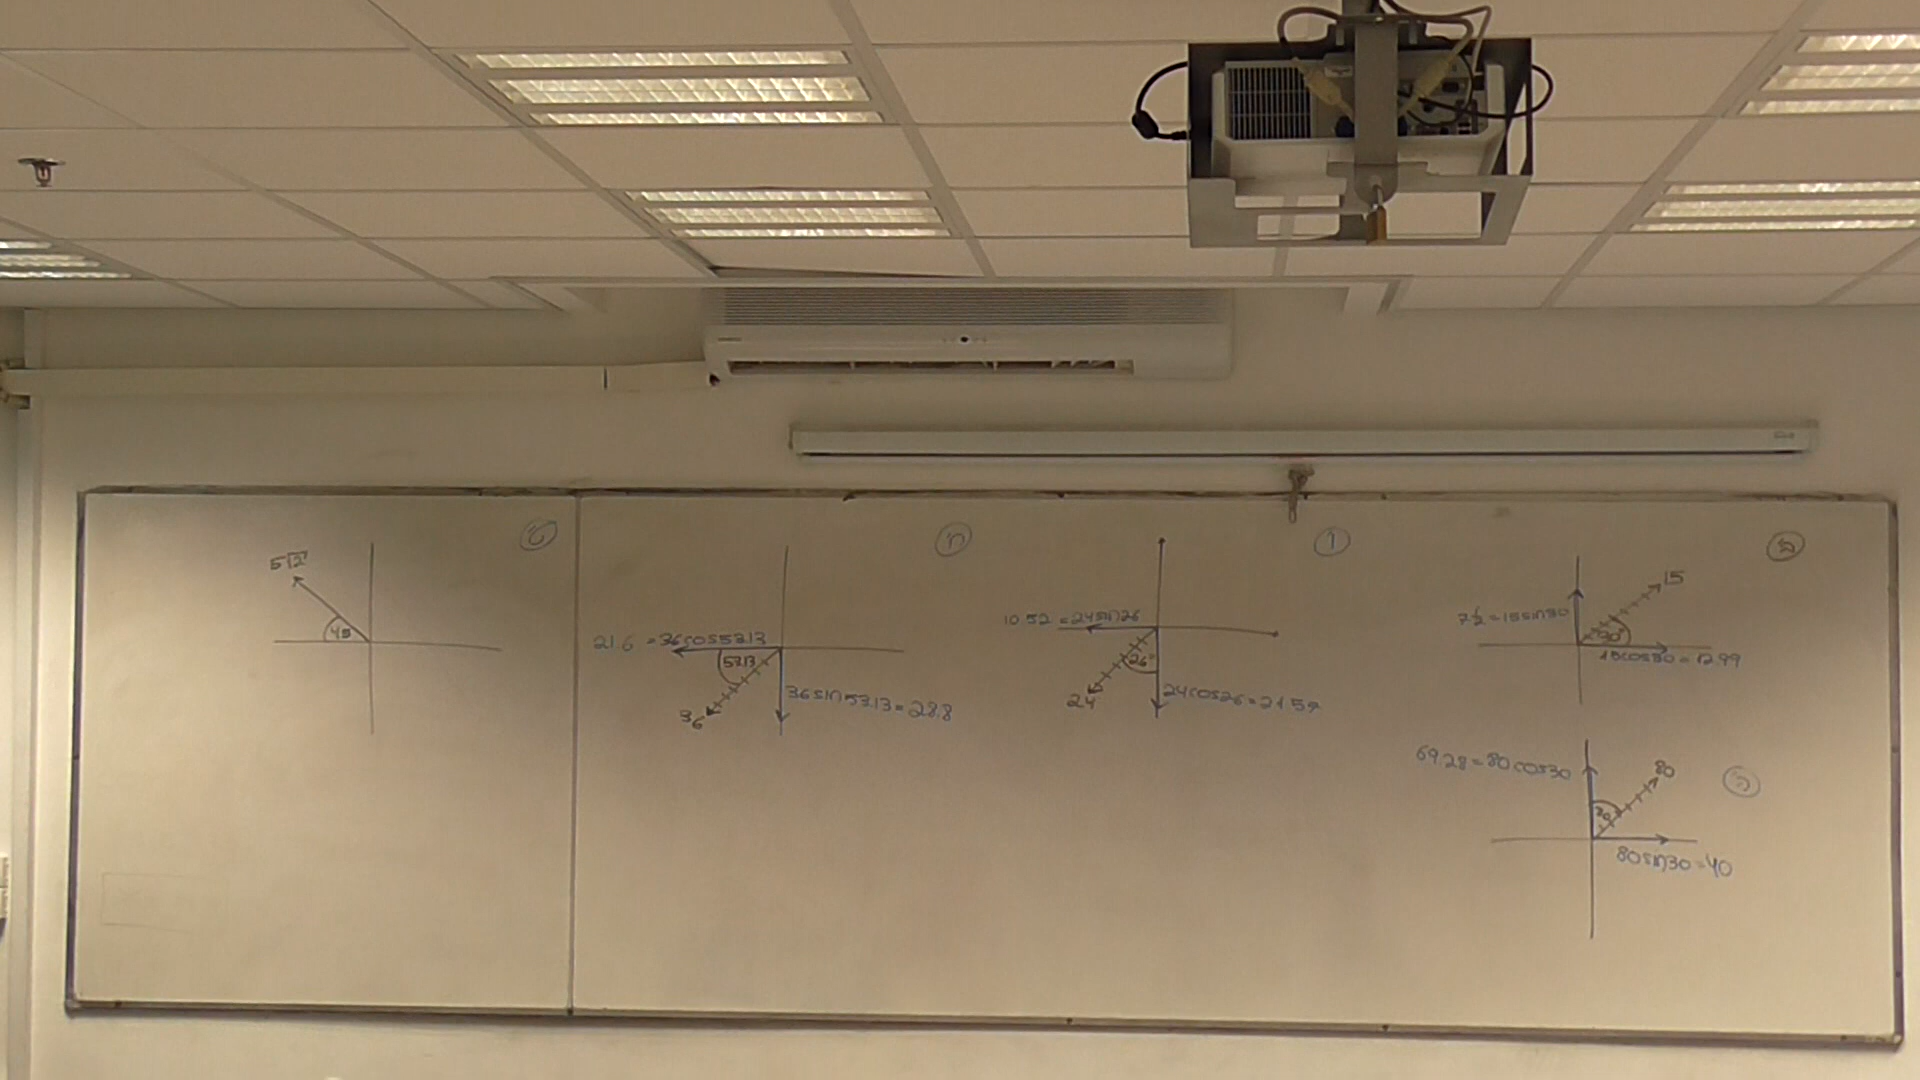 15
7½=15sin30
30°
15cos30=12.99
69.28=80cos30
80
30
80sin30=40
10.52=24sin26
26°
24
24cos26=21.57
ח
21.6=36cos53.13
53.13
36
36sin53.13=28.8
5√2
45